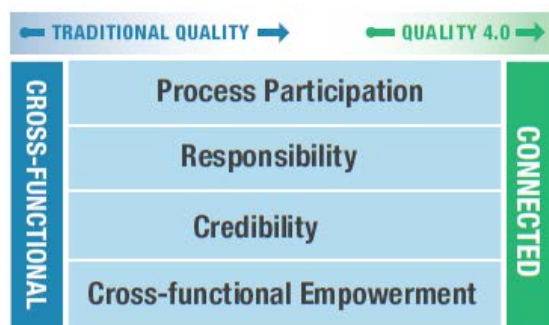 TRADITIONAL QUALITY
QUALITY 4.0
CROSS-FUNCTIONAL
Process Participation
Responsibility
Credibility
Cross-functional Empowerment
CONNECTED